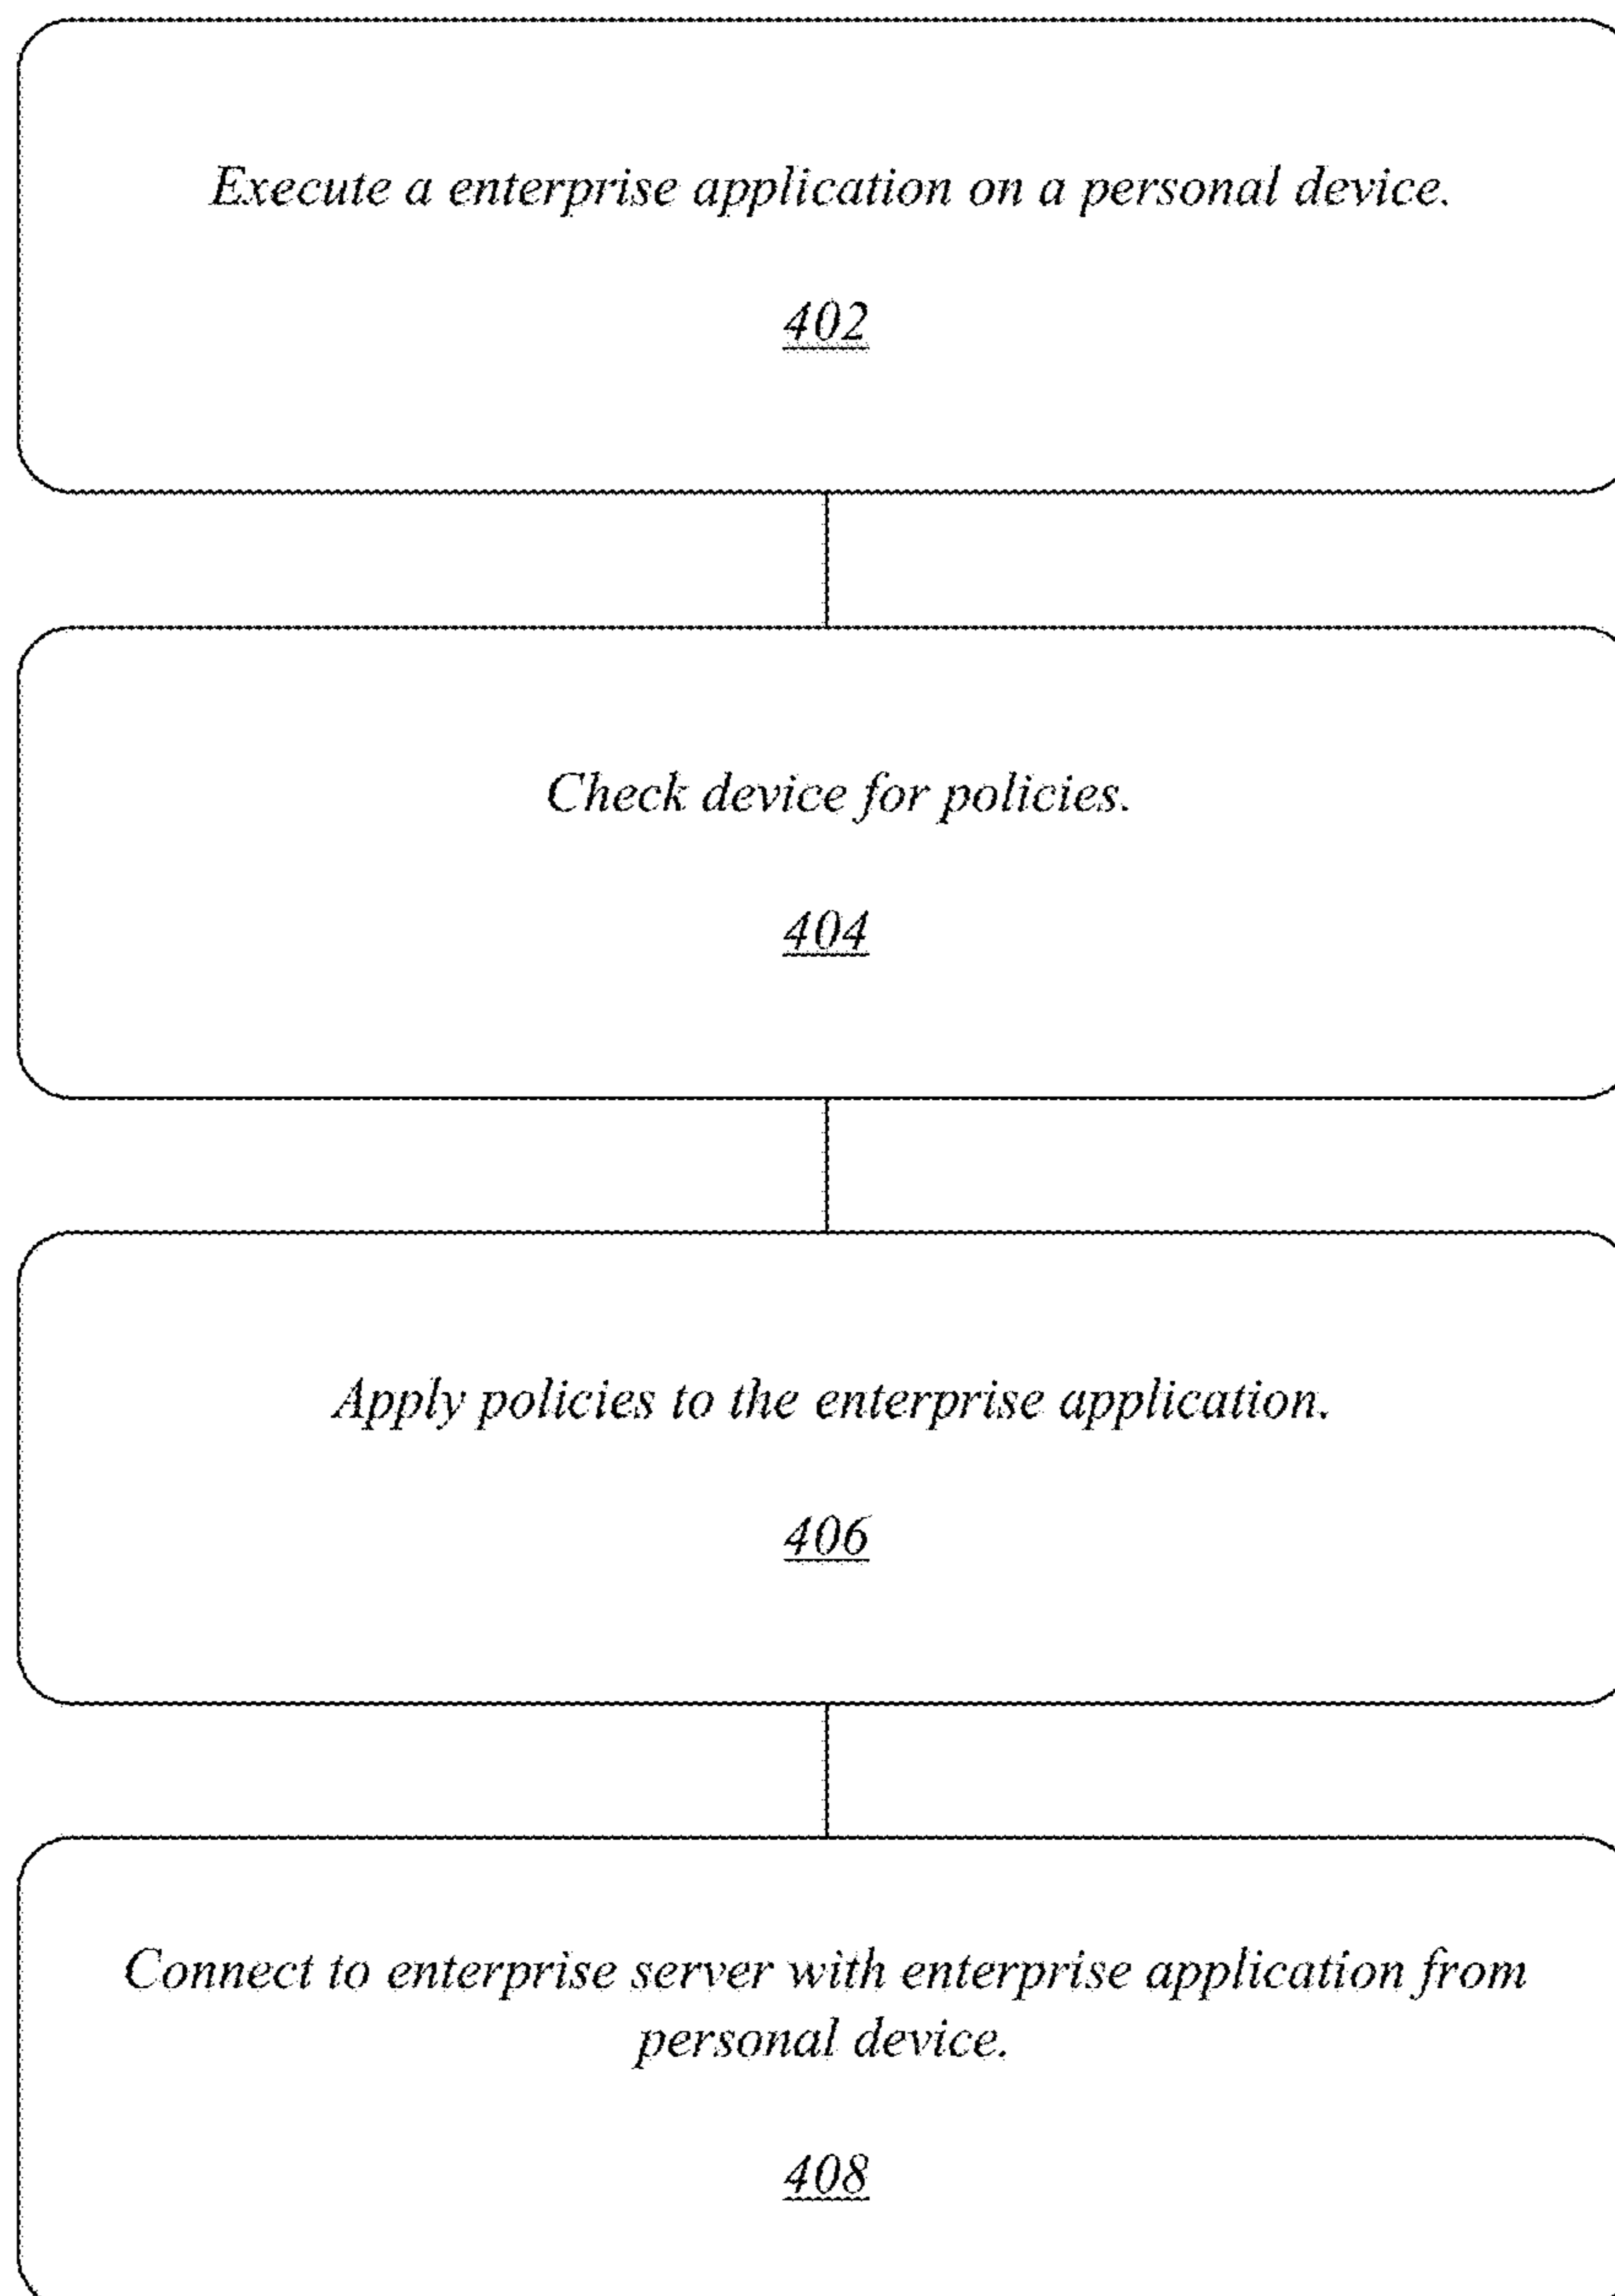 Execute a enterprise application on a personal device.
402
Check device for policies.
404
Apply policies to the enterprise application.
406
Connect to enterprise server with enterprise application from
personal device.
408